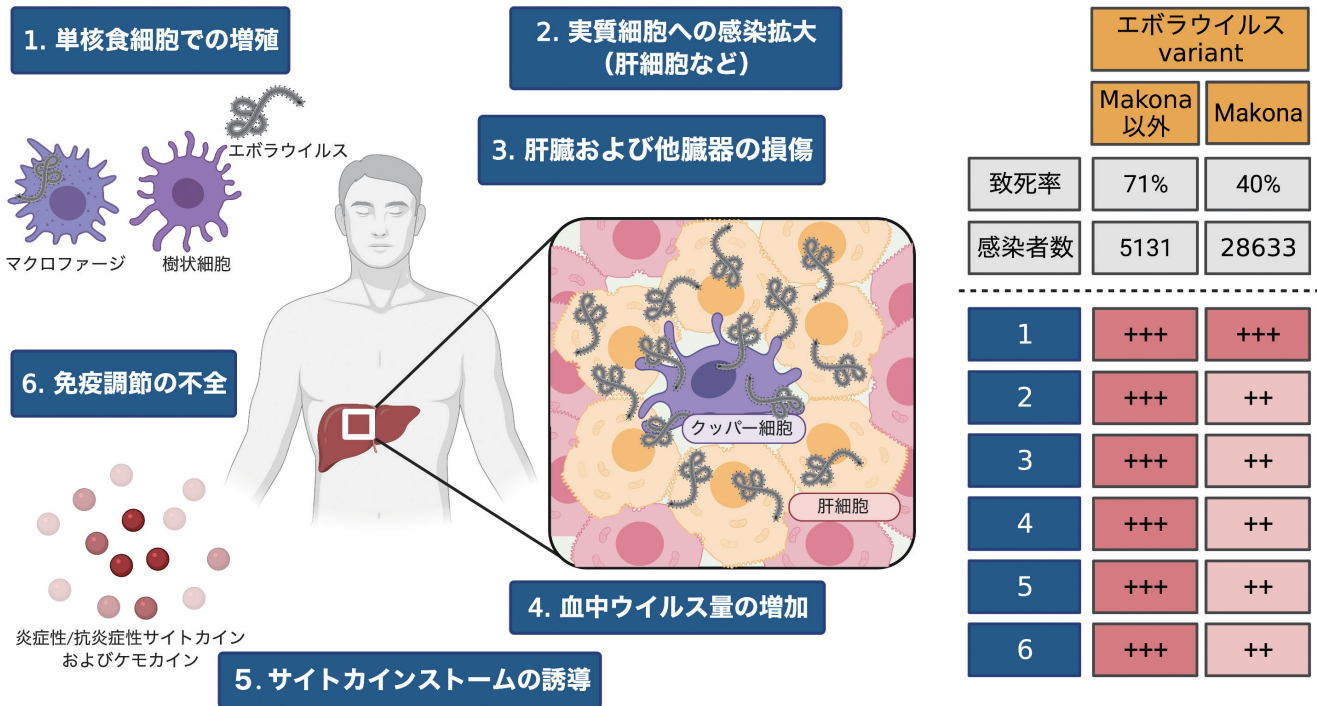 1. 単核食細胞での増殖
エボラウイルス
マクロファージ
樹状細胞
2. 実質細胞への感染拡大
（肝細胞など）
3. 肝臓および他臓器の損傷
クッパー細胞
肝細胞
4. 血中ウイルス量の増加
5. サイトカインストームの誘導
6. 免疫調節の不全
炎症性/抗炎症性サイトカイン
およびケモカイン
エボラウイルス
variant
Makona
以外
Makona
致死率 71% 40%
感染者数 5131 28633
1 +++ +++
2 +++ ++
3 +++ ++
4 +++ ++
5 +++ ++
6 +++ ++